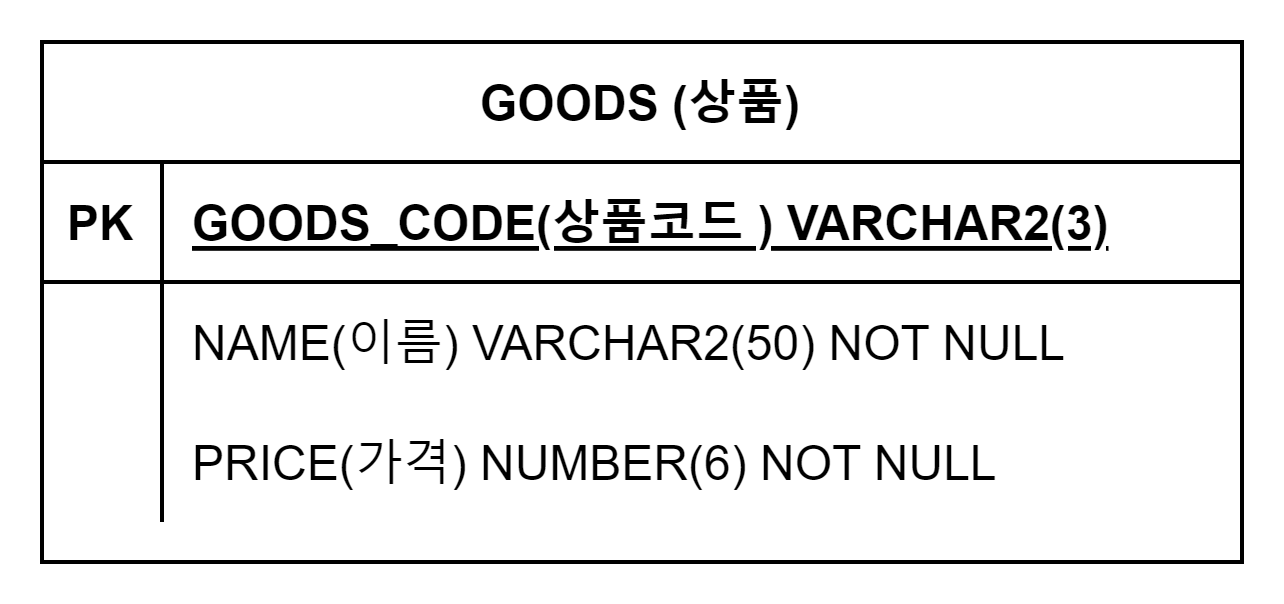 GOODS (상품)
PK
GOODS_CODE(상품코드 ) VARCHAR2(3)
NAME(이름) VARCHAR2(50) NOT NULL
PRICE(가격) NUMBER(6) NOT NULL